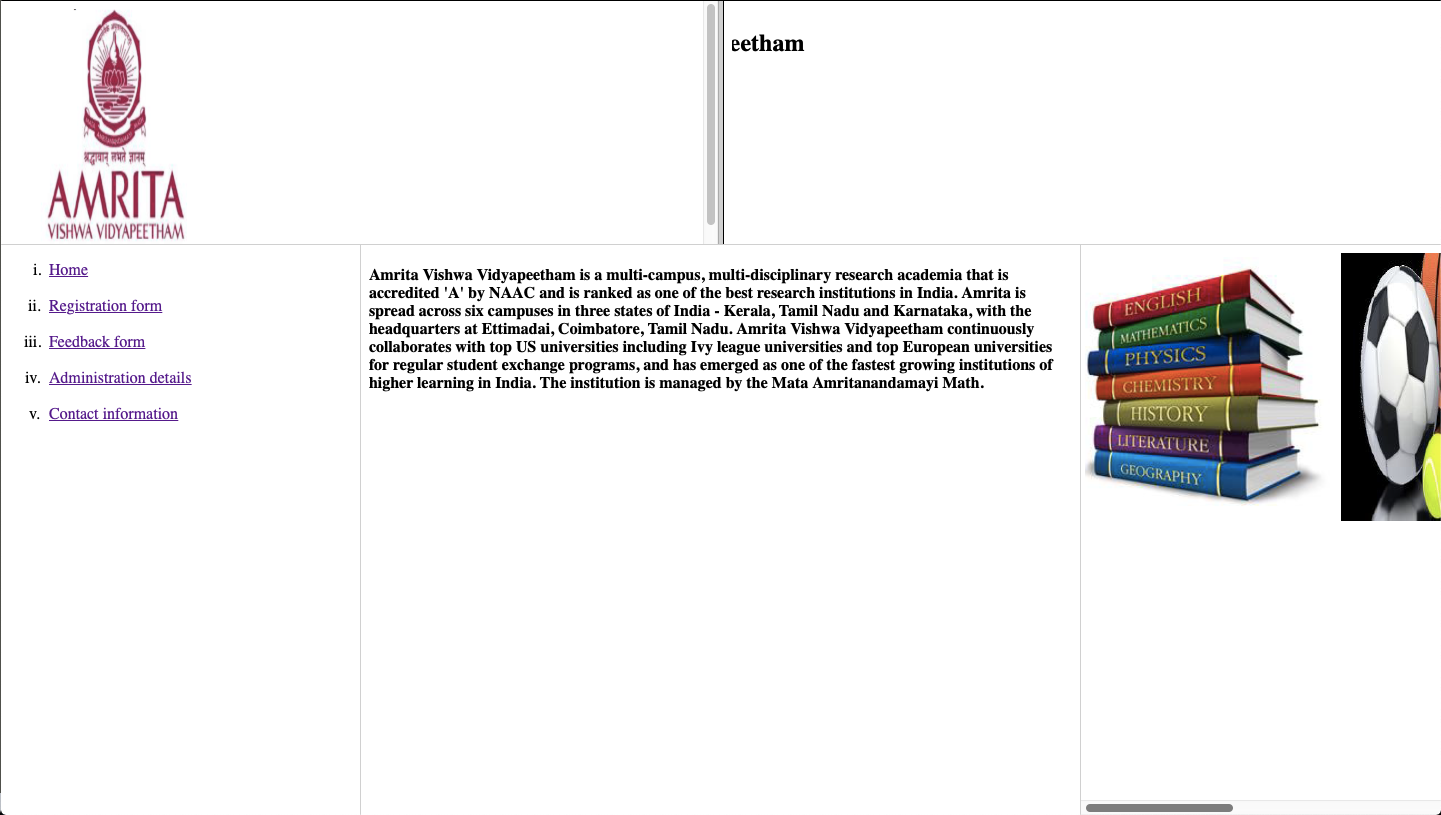 श्रद्धावान् लभते ज्ञानम्
AMRITA
VISHWA VIDYAPEETHAM
eetham
i. Home
ii. Registration form
iii. Feedback form
iv. Administration details
v. Contact information
Amrita Vishwa Vidyapeetham is a multi-campus, multi-disciplinary research academia that is
accredited 'A' by NAAC and is ranked as one of the best research institutions in India. Amrita is
spread across six campuses in three states of India - Kerala, Tamil Nadu and Karnataka, with the
headquarters at Ettimadai, Coimbatore, Tamil Nadu. Amrita Vishwa Vidyapeetham continuously
collaborates with top US universities including Ivy league universities and top European universities
for regular student exchange programs, and has emerged as one of the fastest growing institutions of
higher learning in India. The institution is managed by the Mata Amritanandamayi Math.
ENGLISH
MATHEMATICS
PHYSICS
CHEMISTRY
HISTORY
LITERATURE
GEOGRAPHY